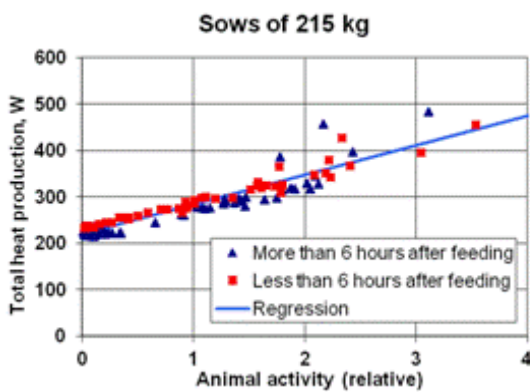 Sows of 215 kg
Total heat production, W
600
500
400
300
200
100
0
More than 6 hours after feeding
Less than 6 hours after feeding
Regression
0 1 2 3 4
Animal activity (relative)